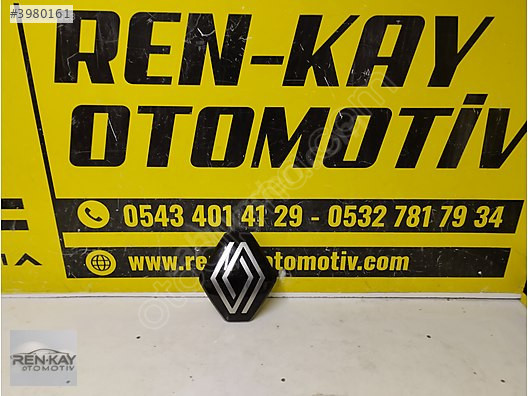 #3980161
REN-KAY
OTOMOTİV
0543 401 41 29 - 0532 781 79 34
www.re otomotiv.com
REN-KAY
OTOMOTİV